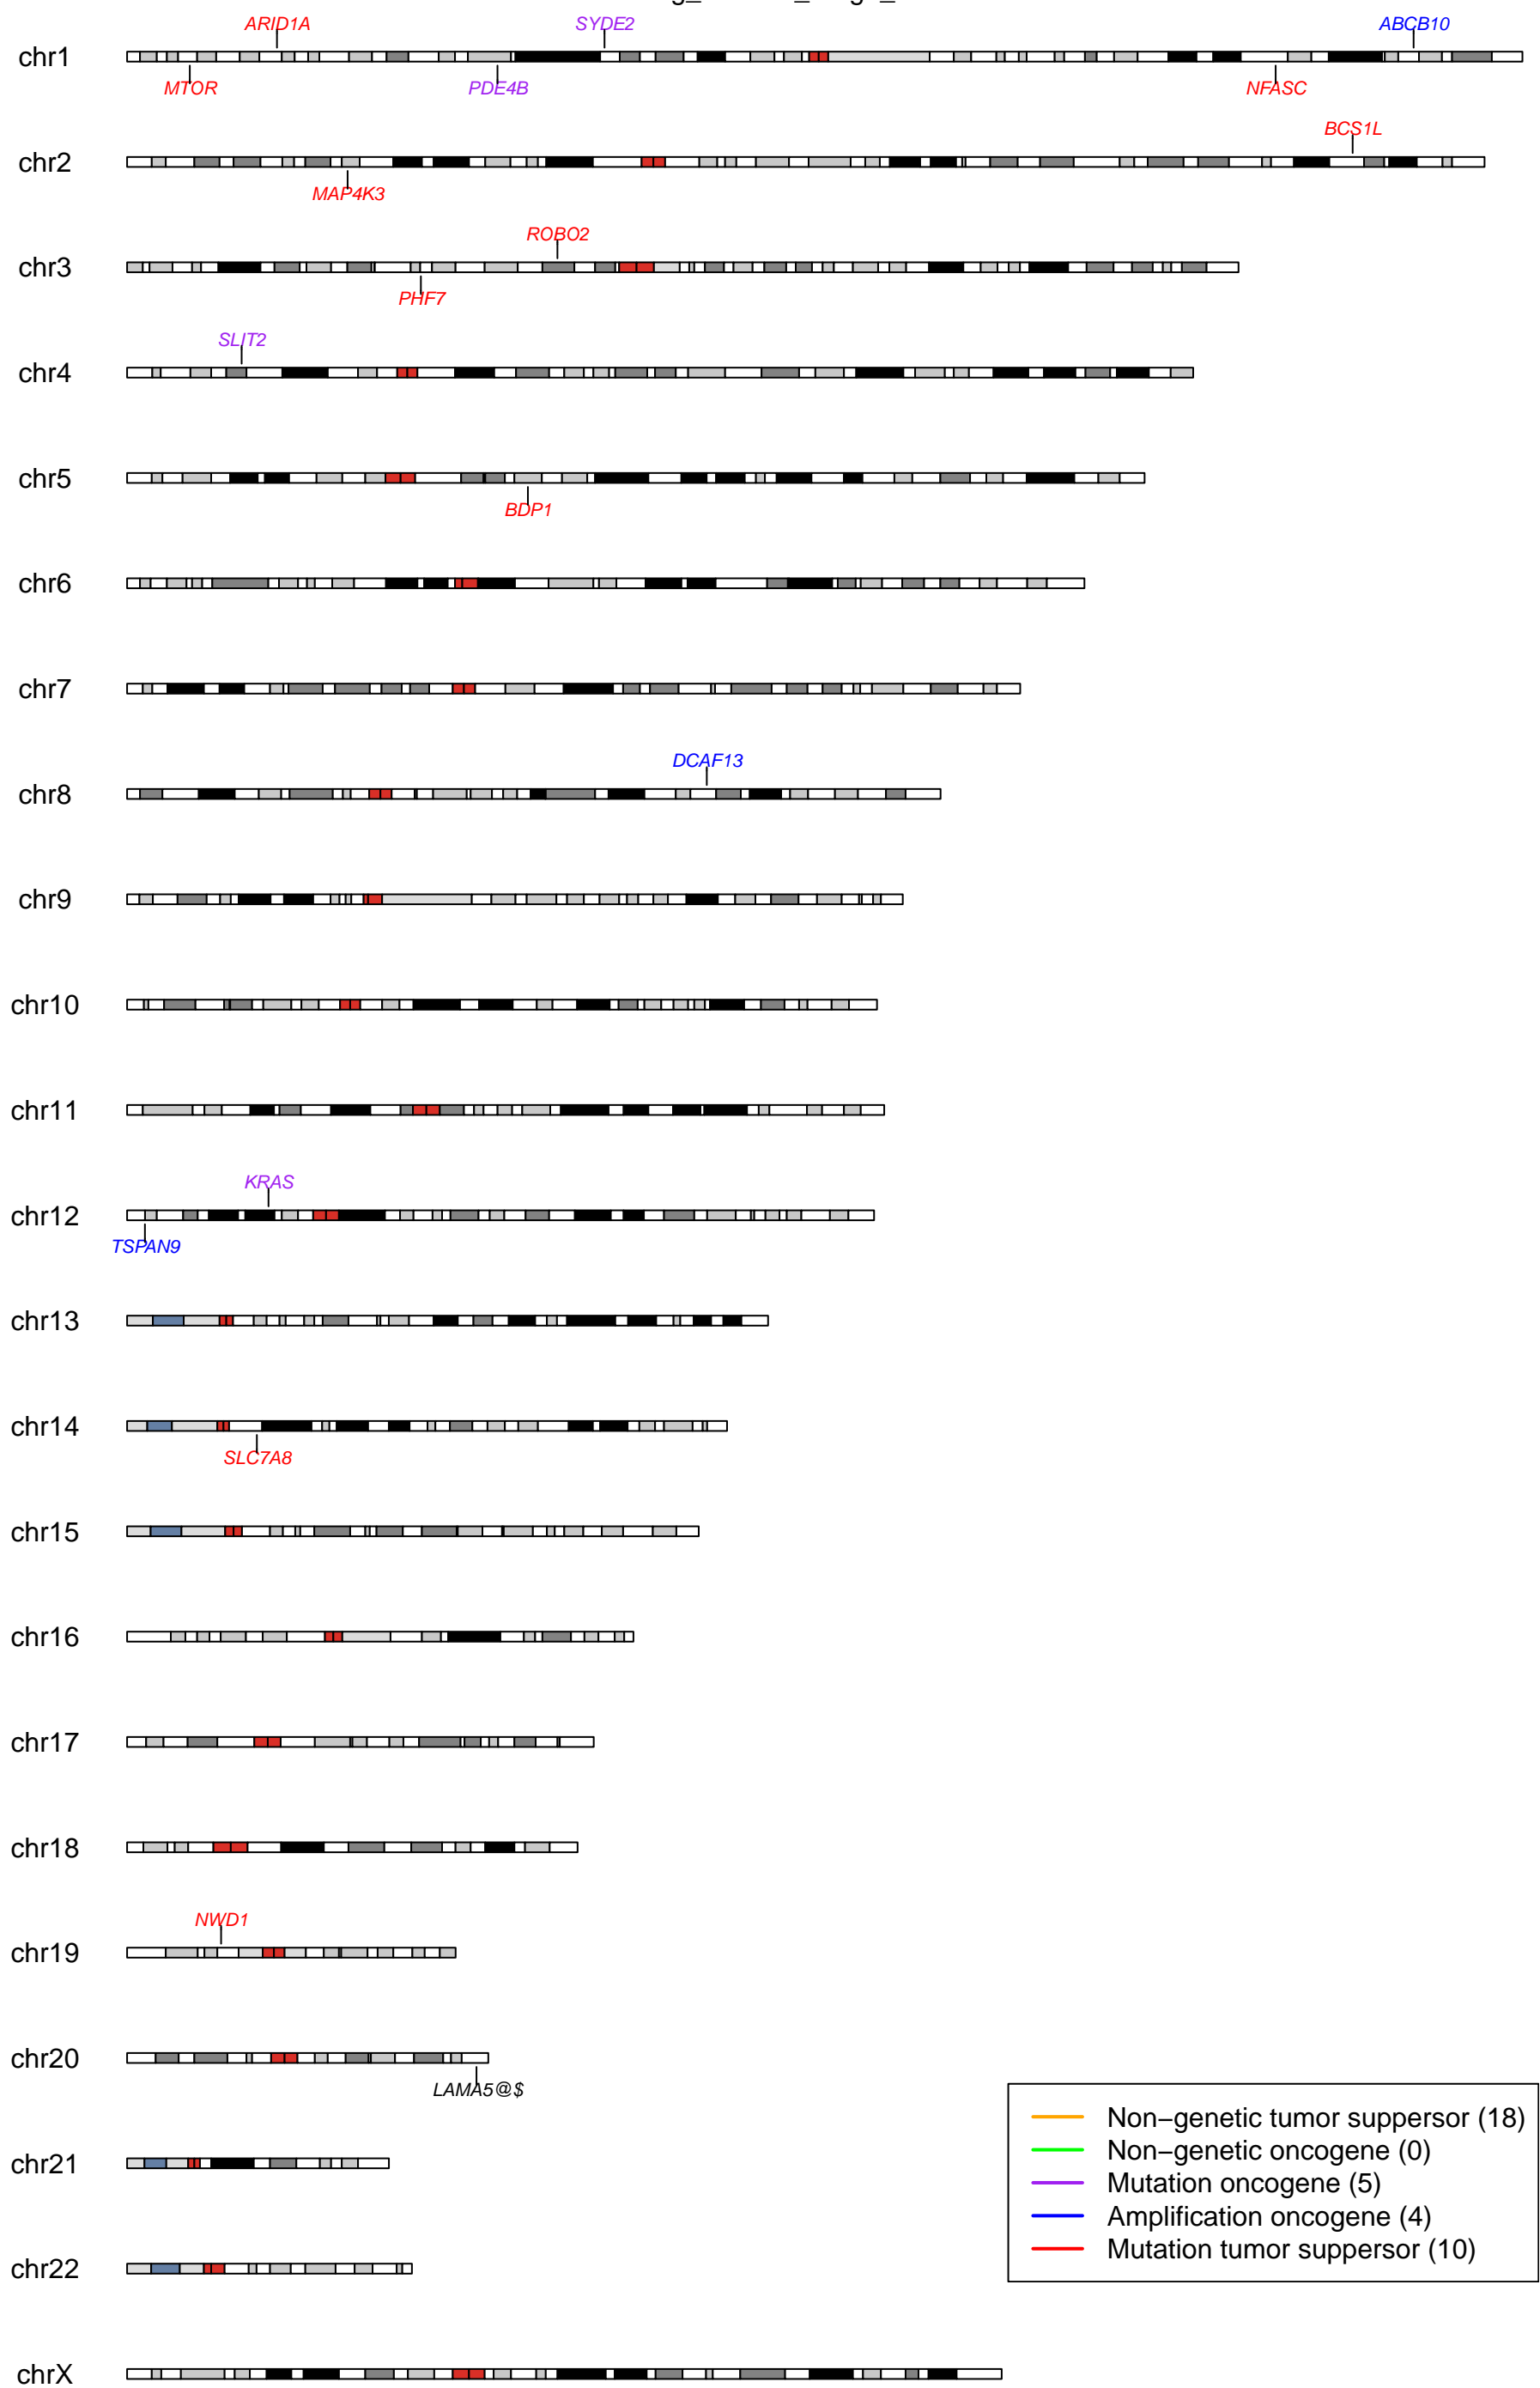 ARID1A SYDE2 ABCB10
chr1
MTOR PDE4B NFASC
BCS1L
chr2
MAP4K3
ROBO2
chr3
PHF7
SLIT2
chr4
chr5
BDP1
chr6
chr7
DCAF13
chr8
chr9
chr10
chr11
KRAS
chr12
TSPAN9
chr13
chr14
SLC7A8
chr15
chr16
chr17
chr18
NWD1
chr19
chr20
LAMA5@$
chr21
chr22
chrX
Non−genetic tumor suppersor (18)
Non−genetic oncogene (0)
Mutation oncogene (5)
Amplification oncogene (4)
Mutation tumor suppersor (10)